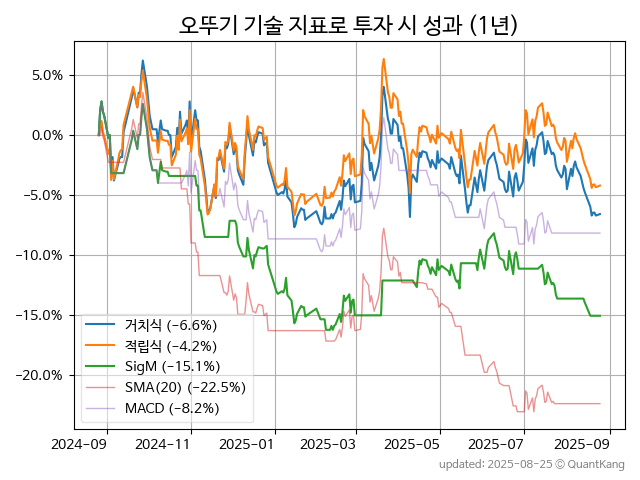 오뚜기 기술 지표로 투자 시 성과 (1년)
5.0%
0.0%
−5.0%
−10.0%
−15.0%
−20.0%
거치식 (−6.6%)
적립식 (−4.2%)
SigM (−15.1%)
SMA(20) (−22.5%)
MACD (−8.2%)
2024-09 2024-11 2025-01 2025-03 2025-05 2025-07 2025-09
updated: 2025-08-25 © QuantKang